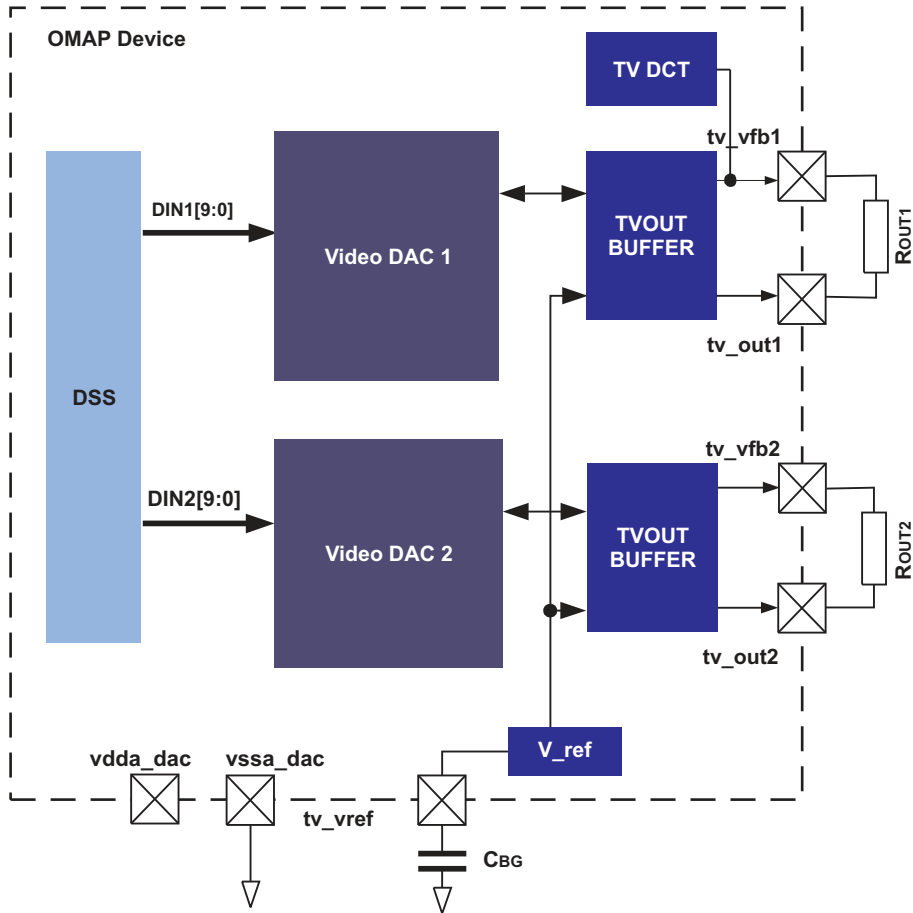 OMAP Device
TV DCT
tv_vfb1
DIN1[9:0]
Video DAC 1
TVOUT
BUFFER
ROUT1
tv_out1
DSS
tv_vfb2
DIN2[9:0]
Video DAC 2
TVOUT
BUFFER
ROUT2
tv_out2
V_ref
vdda_dac
vssa_dac
tv_vref
CBG